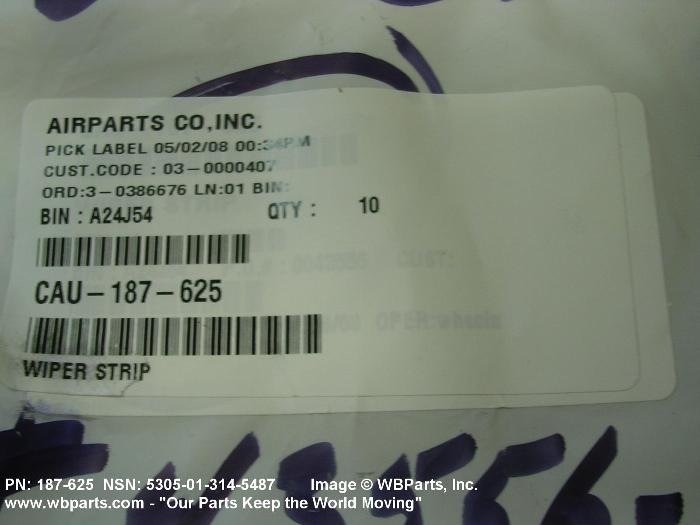 AIRPARTS CO,INC.
PICK LABEL 05/02/08 00:34PM
CUST.CODE : 03-0000407
ORD:3-0386676 LN:01 BIN:
BIN : A24J54 QTY : 10
CAU-187-625
WIPER STRIP
PN: 187-625 NSN: 5305-01-314-5487 Image © WBParts, Inc.
www.wbparts.com - "Our Parts Keep the World Moving"